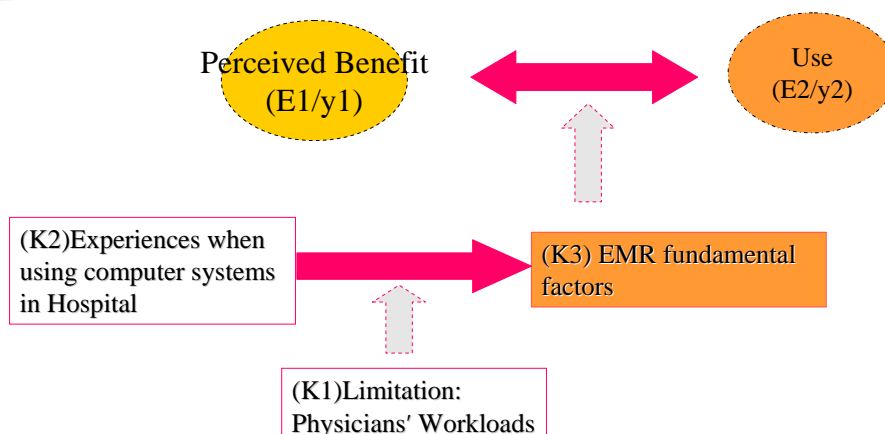 Perceived Benefit
(E1/y1)
Use
(E2/y2)
(K2)Experiences when
using computer systems
in Hospital
(K3) EMR fundamental
factors
(K1)Limitation:
Physicians' Workloads